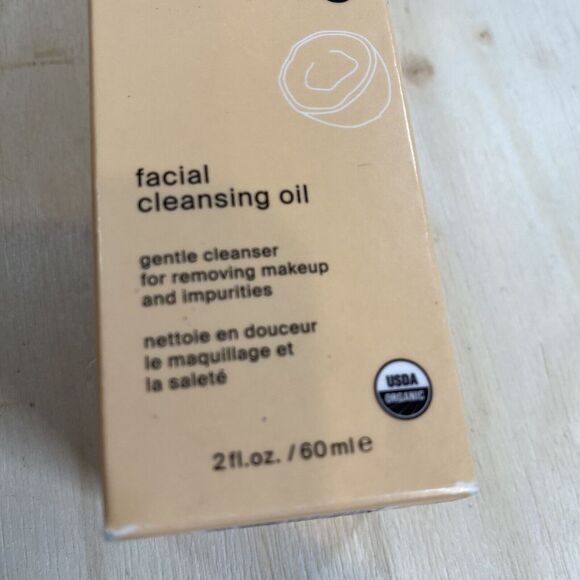 facial
cleansing oil
gentle cleanser
for removing makeup
and impurities
nettoie en douceur
le maquillage et
la saleté
USDA
ORGANIC
2 fl.oz. / 60 ml e